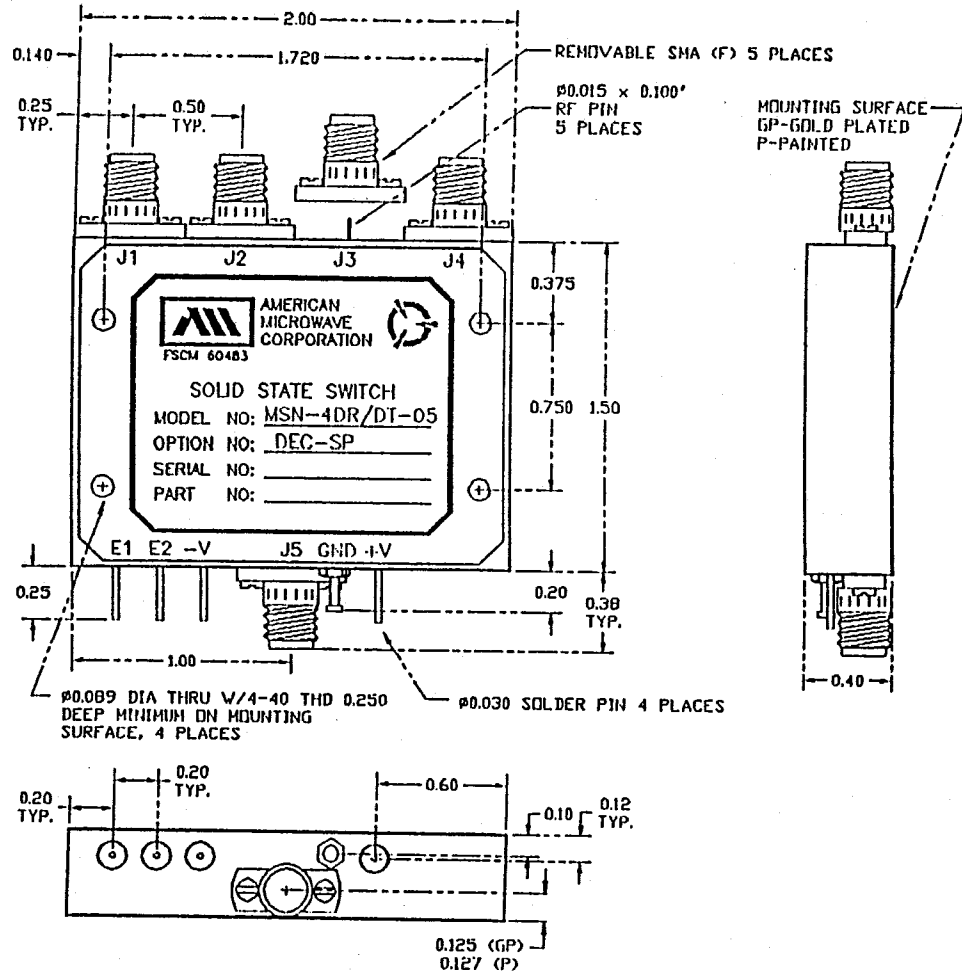 2.00
0.140
1.720
REMOVABLE SMA (F) 5 PLACES
0.25
TYP.
0.50
TYP.
ø0.015 x 0.100"
RF PIN
5 PLACES
MOUNTING SURFACE
GP-GOLD PLATED
P-PAINTED
J1 J2 J3 J4
0.375
AMERICAN
MICROWAVE
CORPORATION
FSCM 60483
SOLID STATE SWITCH
MODEL NO: MSN-4DR/DT-05
OPTION NO: DEC-SP
SERIAL NO:
PART NO:
0.750
1.50
E1 E2 -V J5 GND +V
0.25
0.20
0.38
TYP.
1.00
0.40
ø0.089 DIA THRU W/4-40 THD 0.250
DEEP MINIMUM ON MOUNTING
SURFACE, 4 PLACES
ø0.030 SOLDER PIN 4 PLACES
0.20
TYP.
0.20
TYP.
0.60
0.10
0.12
TYP.
0.125 (GP)
0.127 (P)